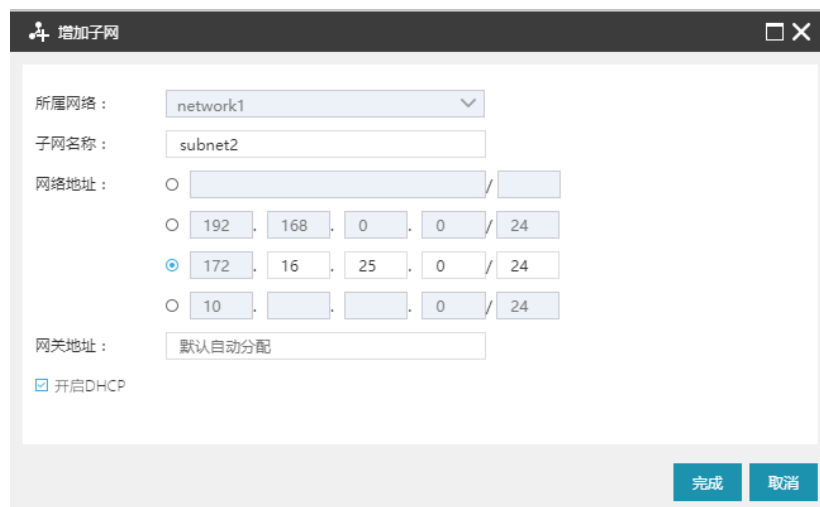 增加子网
所属网络：
network1
子网名称：
subnet2
网络地址：
/
192 . 168 . 0 . 0 / 24
172 . 16 . 25 . 0 / 24
10 . . . 0 / 24
网关地址：
默认自动分配
开启DHCP
完成
取消